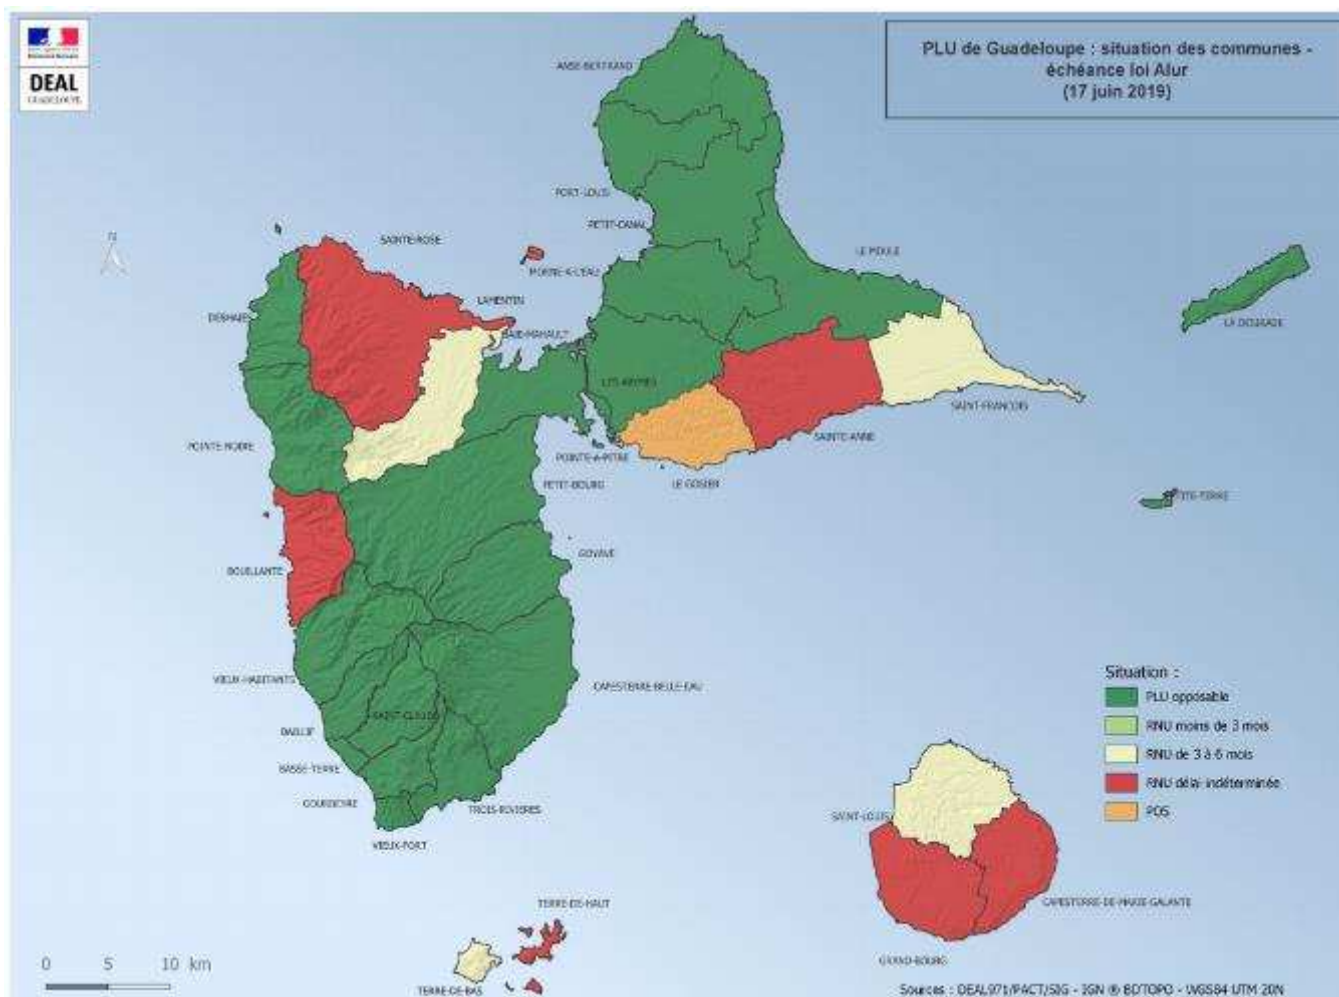 DEAL
GUADELOUPE
PLU de Guadeloupe : situation des communes -
échéance loi Alur
(17 juin 2019)
ANSE-BERTRAND
PORT-LOUIS
PETIT-CANAL
SAINTE-ROSE
MORNE-A-L'EAU
LE MOULE
LAMENTIN
DESHAIES
BAIE-MAHAULT
LA DESIRADE
LES ABYMES
SAINT-FRANCOIS
SAINTE-ANNE
POINTE-NOIRE
POINTE-A-PITRE
LE GOSIER
PETIT-BOURG
TITE-TERRE
GOYAVE
BOUILLANTE
VIEUX-HABITANTS
CAPESTERRE-BELLE-EAU
SAINT-CLAUDE
BAILLIF
BASSE-TERRE
GOURBEYRE
TROIS-RIVIERES
VIEUX-FORT
Situation :
PLU opposable
RNU moins de 3 mois
RNU de 3 à 6 mois
RNU délai indéterminée
POS
SAINT-LOUIS
CAPESTERRE-DE-MARIE-GALANTE
GRAND-BOURG
TERRE-DE-HAUT
TERRE-DE-BAS
N
0 5 10 km
Sources : DEAL971/PACT/SIG - IGN ® BDTOPO - WGS84 UTM 20N